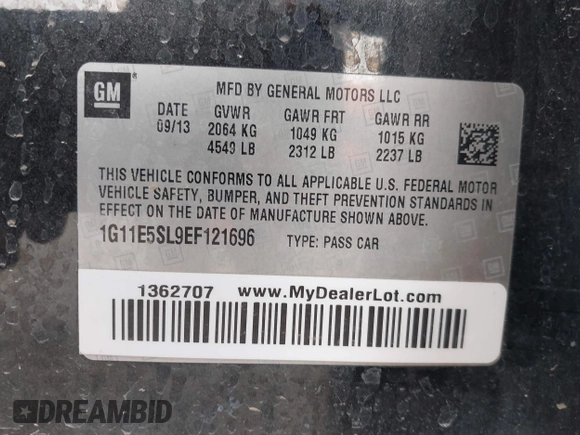 GM
MFD BY GENERAL MOTORS LLC
DATE GVWR GAWR FRT GAWR RR
09/13 2064 KG 1049 KG 1015 KG
4549 LB 2312 LB 2237 LB
THIS VEHICLE CONFORMS TO ALL APPLICABLE U.S. FEDERAL MOTOR
VEHICLE SAFETY, BUMPER, AND THEFT PREVENTION STANDARDS IN
EFFECT ON THE DATE OF MANUFACTURE SHOWN ABOVE.
1G11E5SL9EF121696 TYPE: PASS CAR
1362707 www.MyDealerLot.com
DREAMBID